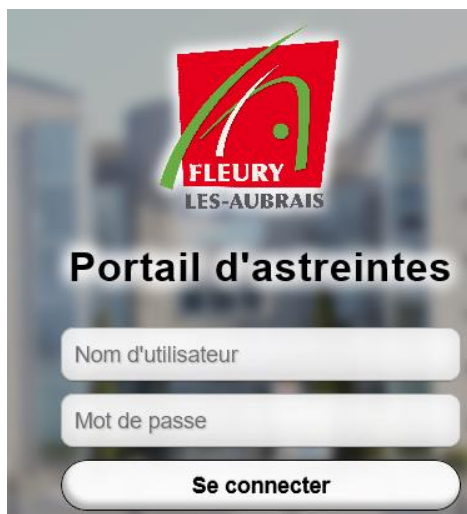 FLEURY
LES-AUBRAIS
Portail d'astreintes
Nom d'utilisateur
Mot de passe
Se connecter